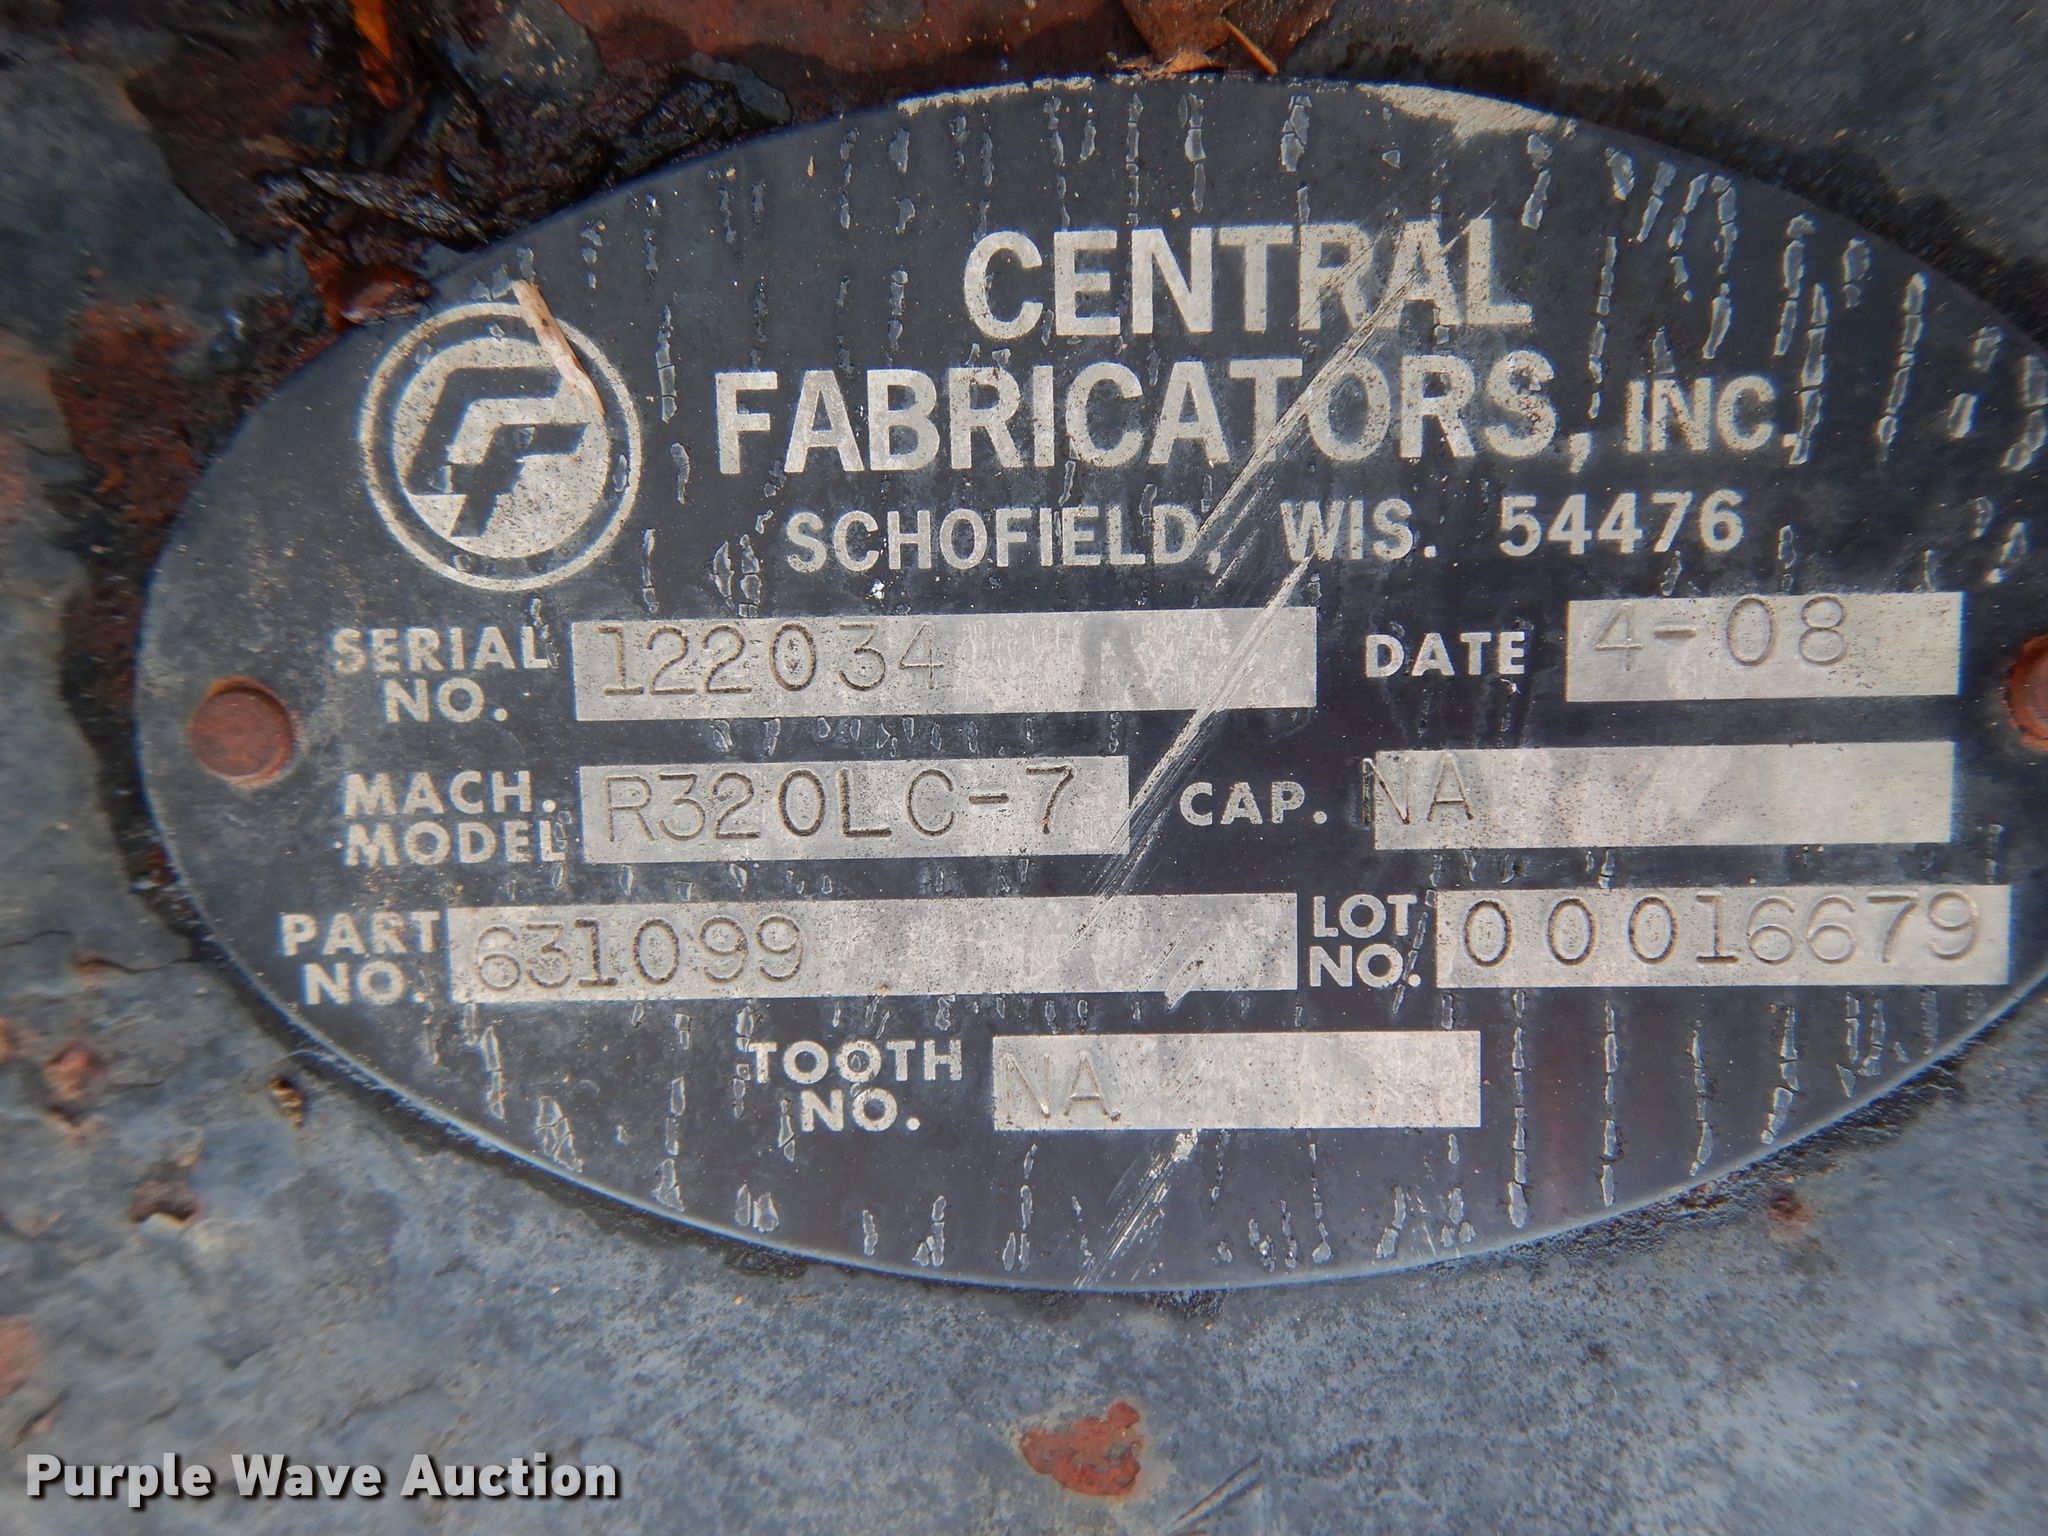 CENTRAL
FABRICATORS, INC.
SCHOFIELD, WIS. 54476
SERIAL NO. 122034 DATE 4-08
MACH. MODEL R320LC-7 CAP. NA
PART NO. 631099 LOT NO. 00016679
TOOTH NO. NA
Purple Wave Auction